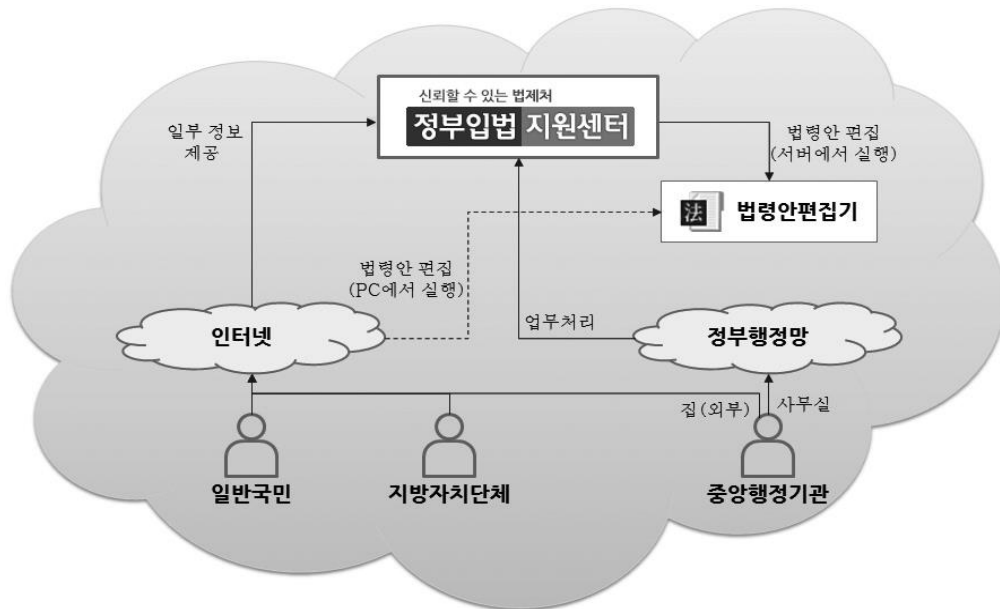 신뢰할 수 있는 법제처
정부입법 지원센터
일부 정보
제공
법령안 편집
(서버에서 실행)
法 법령안편집기
법령안 편집
(PC에서 실행)
인터넷
업무처리
정부행정망
집(외부)
사무실
일반국민
지방자치단체
중앙행정기관